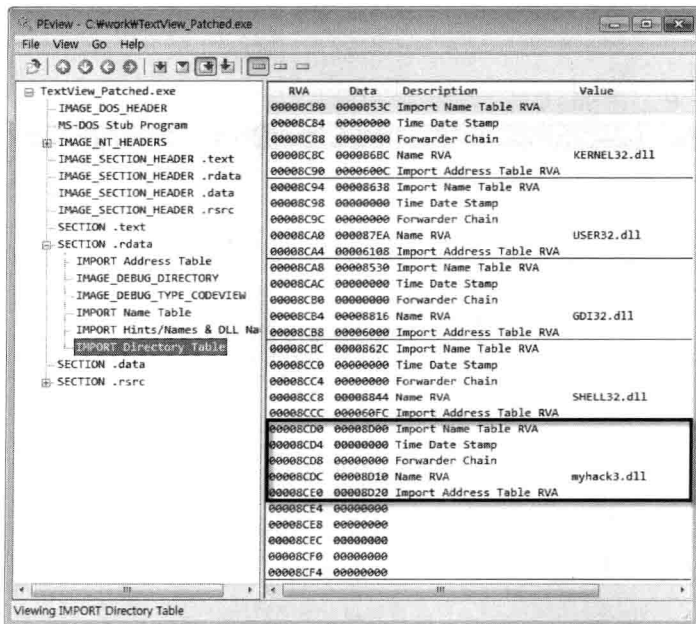 PEview - C:₩work₩TextView_Patched.exe
File View Go Help
TextView_Patched.exe
IMAGE_DOS_HEADER
MS-DOS Stub Program
IMAGE_NT_HEADERS
IMAGE_SECTION_HEADER .text
IMAGE_SECTION_HEADER .rdata
IMAGE_SECTION_HEADER .data
IMAGE_SECTION_HEADER .rsrc
SECTION .text
SECTION .rdata
IMPORT Address Table
IMAGE_DEBUG_DIRECTORY
IMAGE_DEBUG_TYPE_CODEVIEW
IMPORT Name Table
IMPORT Hints/Names & DLL Na
IMPORT Directory Table
SECTION .data
SECTION .rsrc
RVA Data Description Value
00008C80 0000853C Import Name Table RVA
00008C84 00000000 Time Date Stamp
00008C88 00000000 Forwarder Chain
00008C8C 000086BC Name RVA KERNEL32.dll
00008C90 0000600C Import Address Table RVA
00008C94 00008638 Import Name Table RVA
00008C98 00000000 Time Date Stamp
00008C9C 00000000 Forwarder Chain
00008CA0 000087EA Name RVA USER32.dll
00008CA4 00006108 Import Address Table RVA
00008CA8 00008530 Import Name Table RVA
00008CAC 00000000 Time Date Stamp
00008CB0 00000000 Forwarder Chain
00008CB4 00008816 Name RVA GDI32.dll
00008CB8 00006000 Import Address Table RVA
00008CBC 0000862C Import Name Table RVA
00008CC0 00000000 Time Date Stamp
00008CC4 00000000 Forwarder Chain
00008CC8 00008844 Name RVA SHELL32.dll
00008CCC 000060FC Import Address Table RVA
00008CD0 00008D00 Import Name Table RVA
00008CD4 00000000 Time Date Stamp
00008CD8 00000000 Forwarder Chain
00008CDC 00008D10 Name RVA myhack3.dll
00008CE0 00008D20 Import Address Table RVA
00008CE4 00000000
00008CE8 00000000
00008CEC 00000000
00008CF0 00000000
00008CF4 00000000
Viewing IMPORT Directory Table